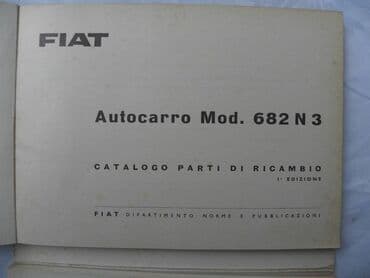 FIAT
Autocarro Mod. 682 N 3
CATALOGO PARTI DI RICAMBIO
1ª EDIZIONE
FIAT DIPARTIMENTO NORME E PUBBLICAZIONI